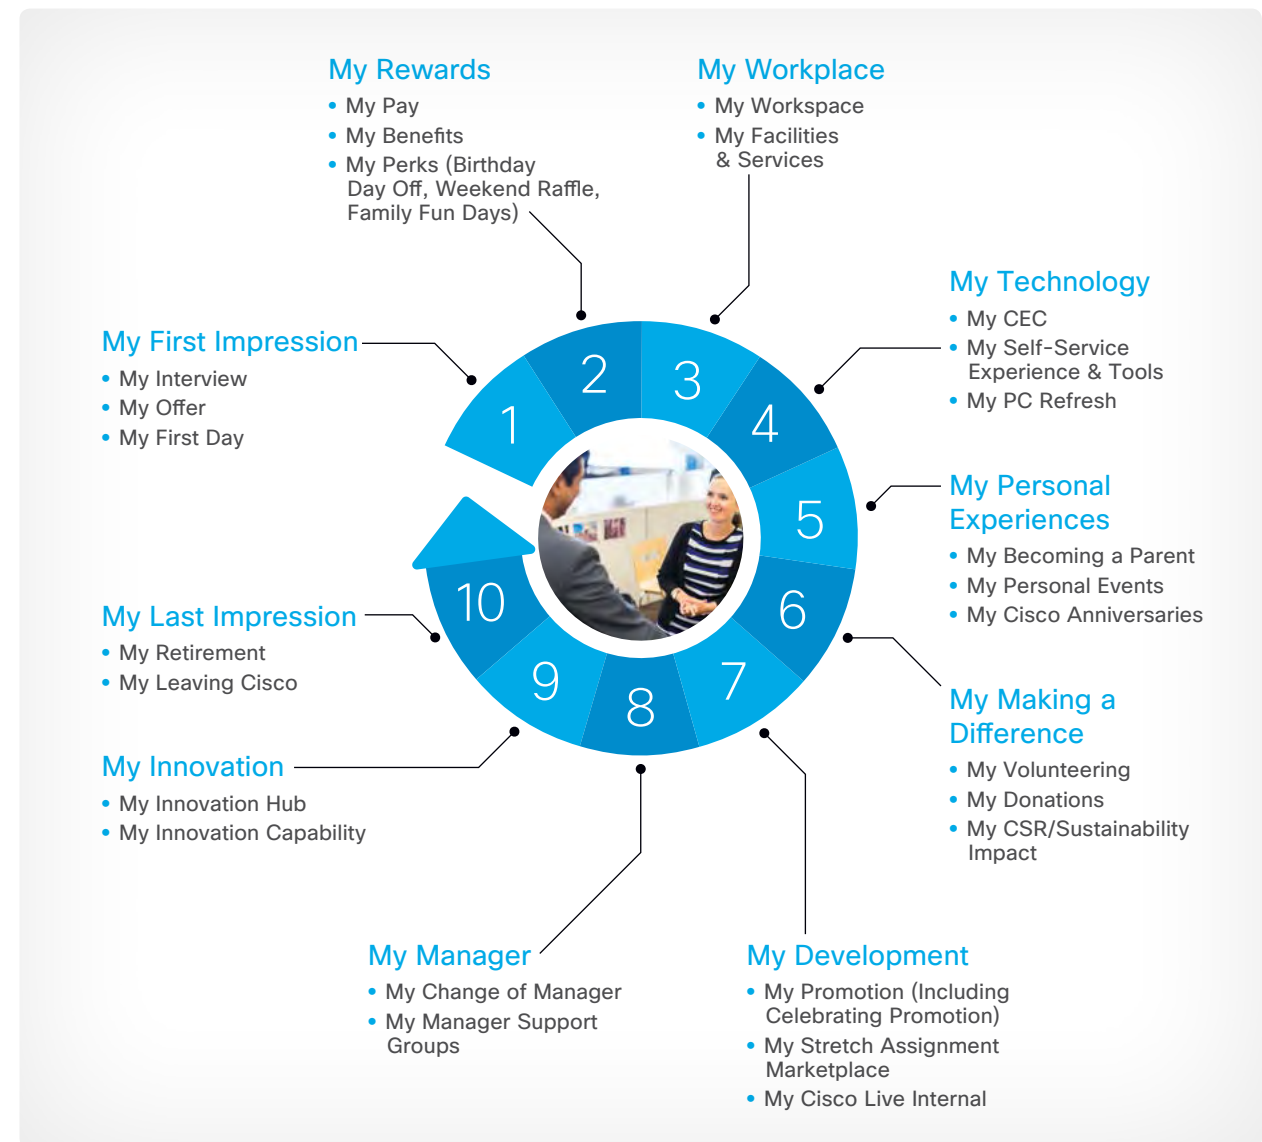 My Rewards
• My Pay
• My Benefits
• My Perks (Birthday
Day Off, Weekend Raffle,
Family Fun Days)
My Workplace
• My Workspace
• My Facilities
& Services
My Technology
• My CEC
• My Self-Service
Experience & Tools
• My PC Refresh
My First Impression
• My Interview
• My Offer
• My First Day
1
2
3
4
5
6
7
8
9
10
My Personal
Experiences
• My Becoming a Parent
• My Personal Events
• My Cisco Anniversaries
My Last Impression
• My Retirement
• My Leaving Cisco
My Making a
Difference
• My Volunteering
• My Donations
• My CSR/Sustainability
Impact
My Innovation
• My Innovation Hub
• My Innovation Capability
My Manager
• My Change of Manager
• My Manager Support
Groups
My Development
• My Promotion (Including
Celebrating Promotion)
• My Stretch Assignment
Marketplace
• My Cisco Live Internal